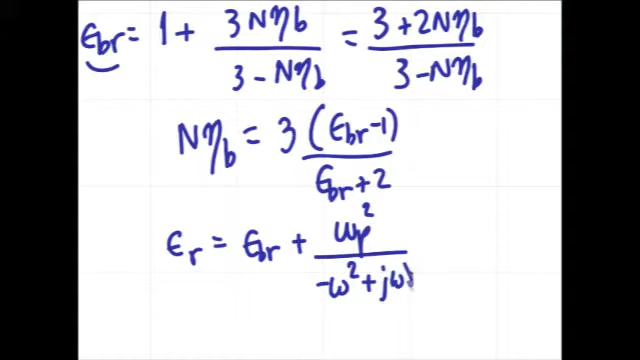 ϵbr = 1 + 3Nηb / 3 - Nηb = 3 + 2Nηb / 3 - Nηb
Nηb = 3 (ϵbr - 1) / ϵbr + 2
ϵr = ϵbr + ωp² / -ω² + jω